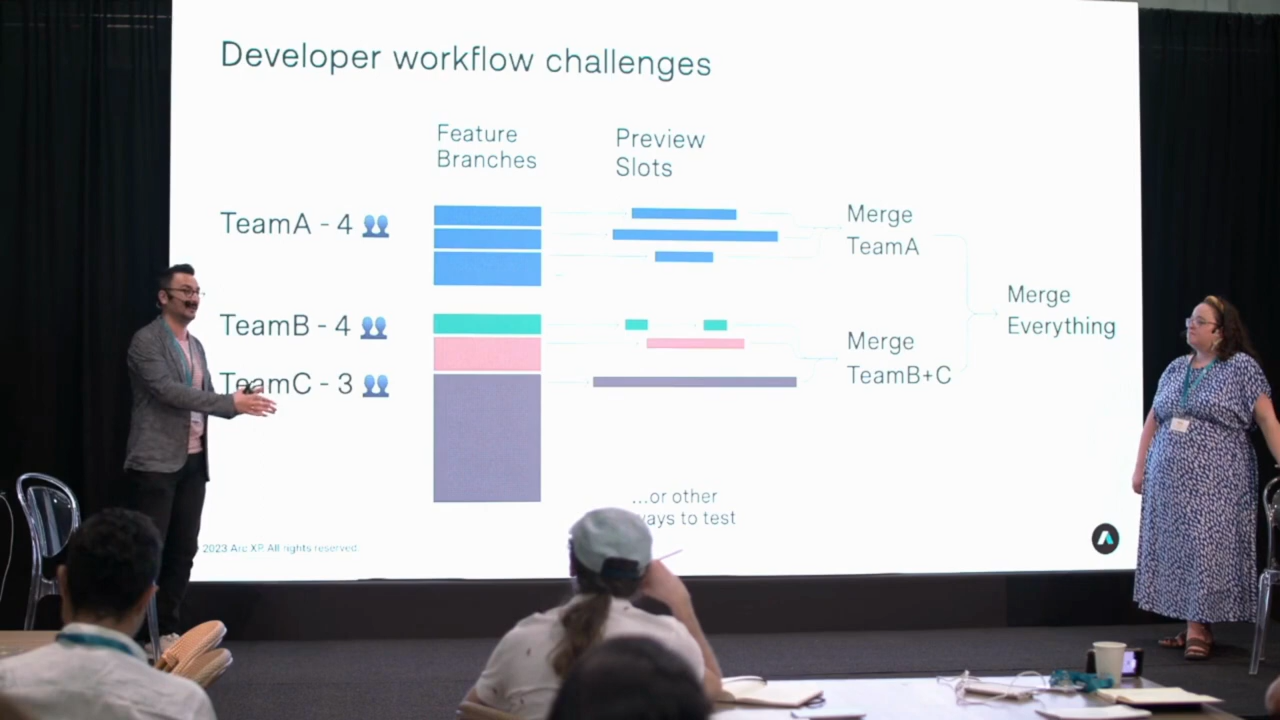 Developer workflow challenges
Feature
Branches
Preview
Slots
TeamA - 4
Merge
TeamA
TeamB - 4
TeamC - 3
Merge
TeamB+C
Merge
Everything
...or other
ways to test
2023 Arc XP. All rights reserved